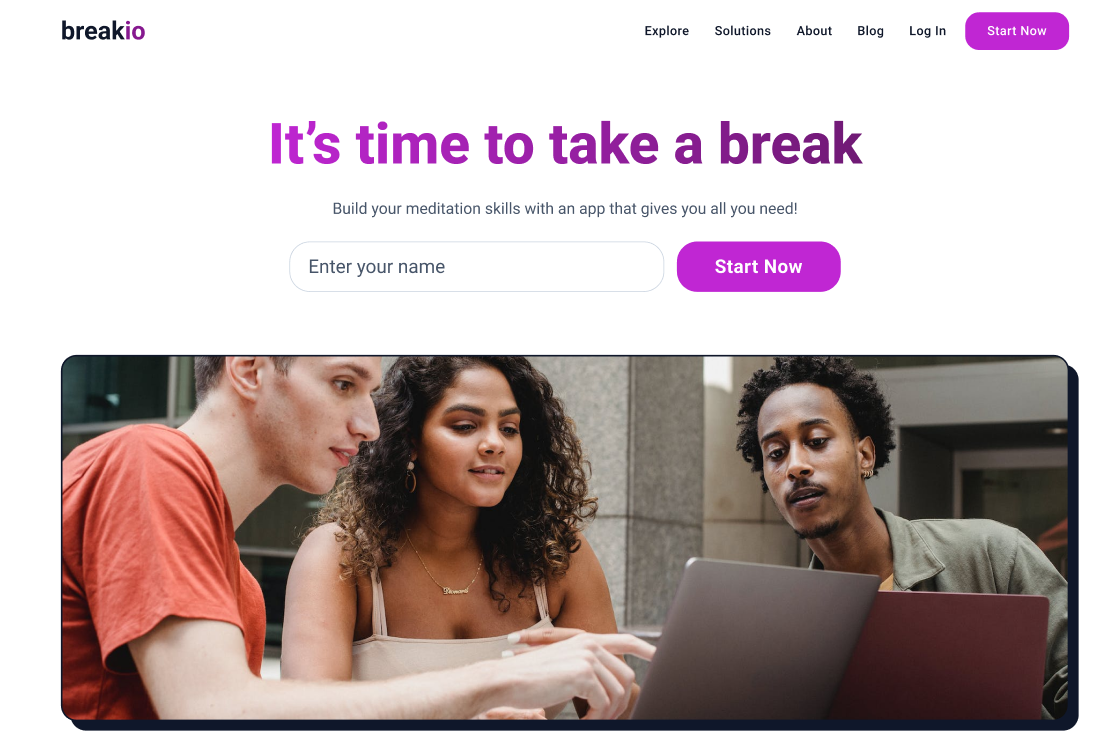 breakio
Explore Solutions About Blog Log In Start Now
It’s time to take a break
Build your meditation skills with an app that gives you all you need!
Enter your name Start Now